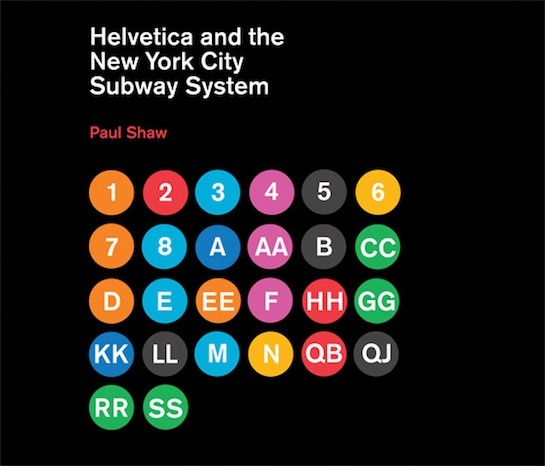 Helvetica and the
New York City
Subway System
Paul Shaw
1 2 3 4 5 6
7 8 A AA B CC
D E EE F HH GG
KK LL M N QB QJ
RR SS